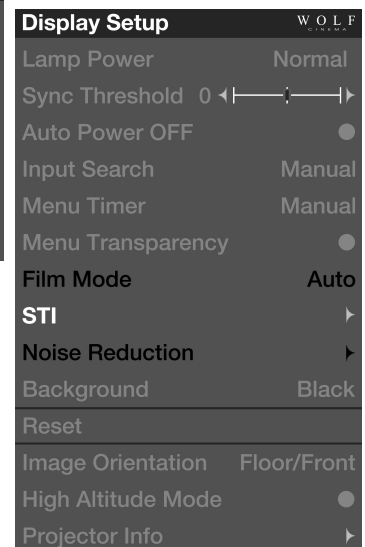 Display Setup WOLF
CINEMA
Lamp Power Normal
Sync Threshold 0
Auto Power OFF
Input Search Manual
Menu Timer Manual
Menu Transparency
Film Mode Auto
STI
Noise Reduction
Background Black
Reset
Image Orientation Floor/Front
High Altitude Mode
Projector Info